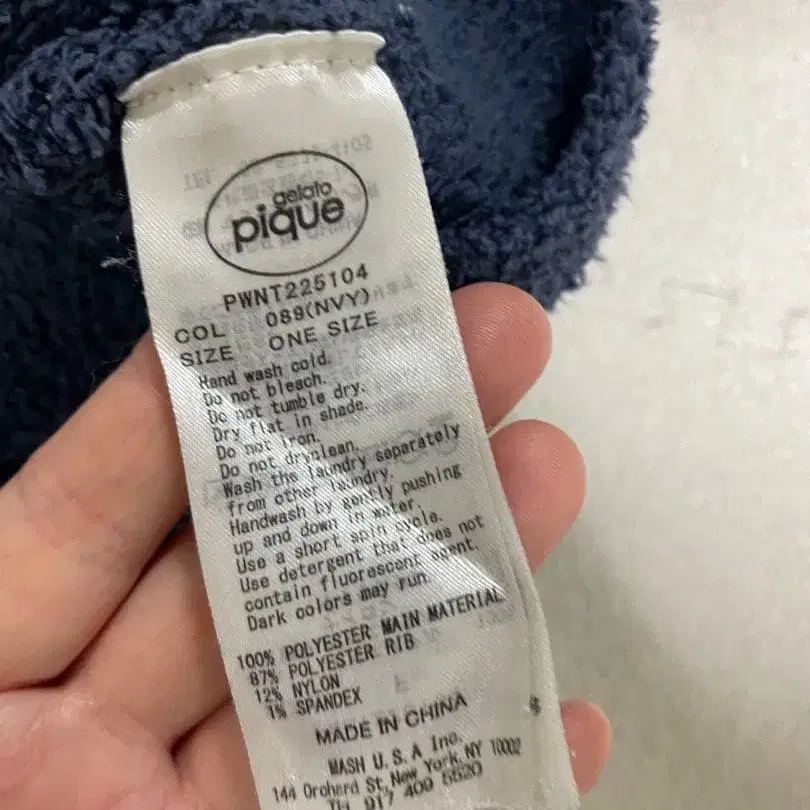 gelato
pique
PWNT225104
COL 089(NVY)
SIZE ONE SIZE
Hand wash cold.
Do not bleach.
Do not tumble dry.
Dry flat in shade.
Do not iron.
Do not dryclean.
Wash the laundry separately
from other laundry.
Handwash by gently pushing
up and down in water.
Use a short spin cycle.
Use detergent that does not
contain fluorescent agent.
Dark colors may run.
100% POLYESTER MAIN MATERIAL
87% POLYESTER RIB
12% NYLON
1% SPANDEX
MADE IN CHINA
MASH U.S.A Inc.
144 Orchard St, New York, NY 10002
TEL 917 409 5520